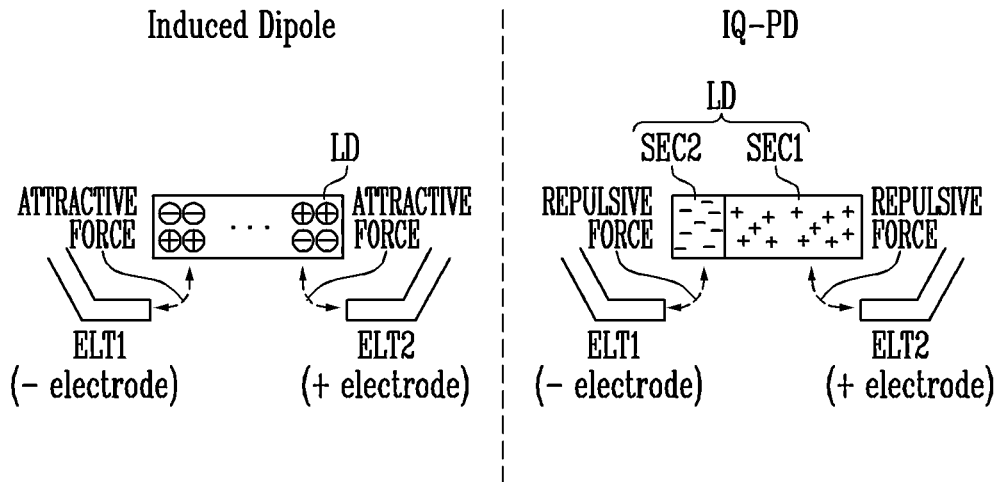 Induced Dipole
LD
ATTRACTIVE
FORCE
ATTRACTIVE
FORCE
ELT1
(- electrode)
ELT2
(+ electrode)
IQ-PD
LD
SEC2
SEC1
REPULSIVE
FORCE
REPULSIVE
FORCE
ELT1
(- electrode)
ELT2
(+ electrode)